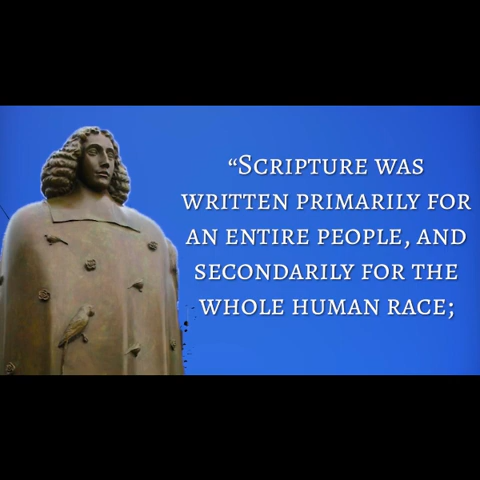 “Scripture was
written primarily for
an entire people, and
secondarily for the
whole human race;